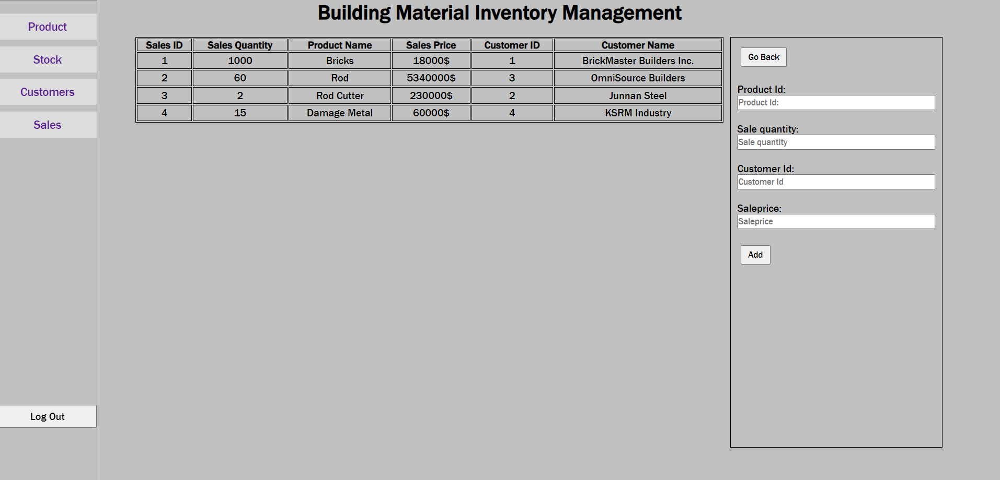 Building Material Inventory Management
Product
Stock
Customers
Sales
Log Out
Sales ID Sales Quantity Product Name Sales Price Customer ID Customer Name
1 1000 Bricks 18000$ 1 BrickMaster Builders Inc.
2 60 Rod 5340000$ 3 OmniSource Builders
3 2 Rod Cutter 230000$ 2 Junnan Steel
4 15 Damage Metal 60000$ 4 KSRM Industry
Go Back
Product Id:
Product Id:
Sale quantity:
Sale quantity
Customer Id:
Customer Id
Saleprice:
Saleprice
Add